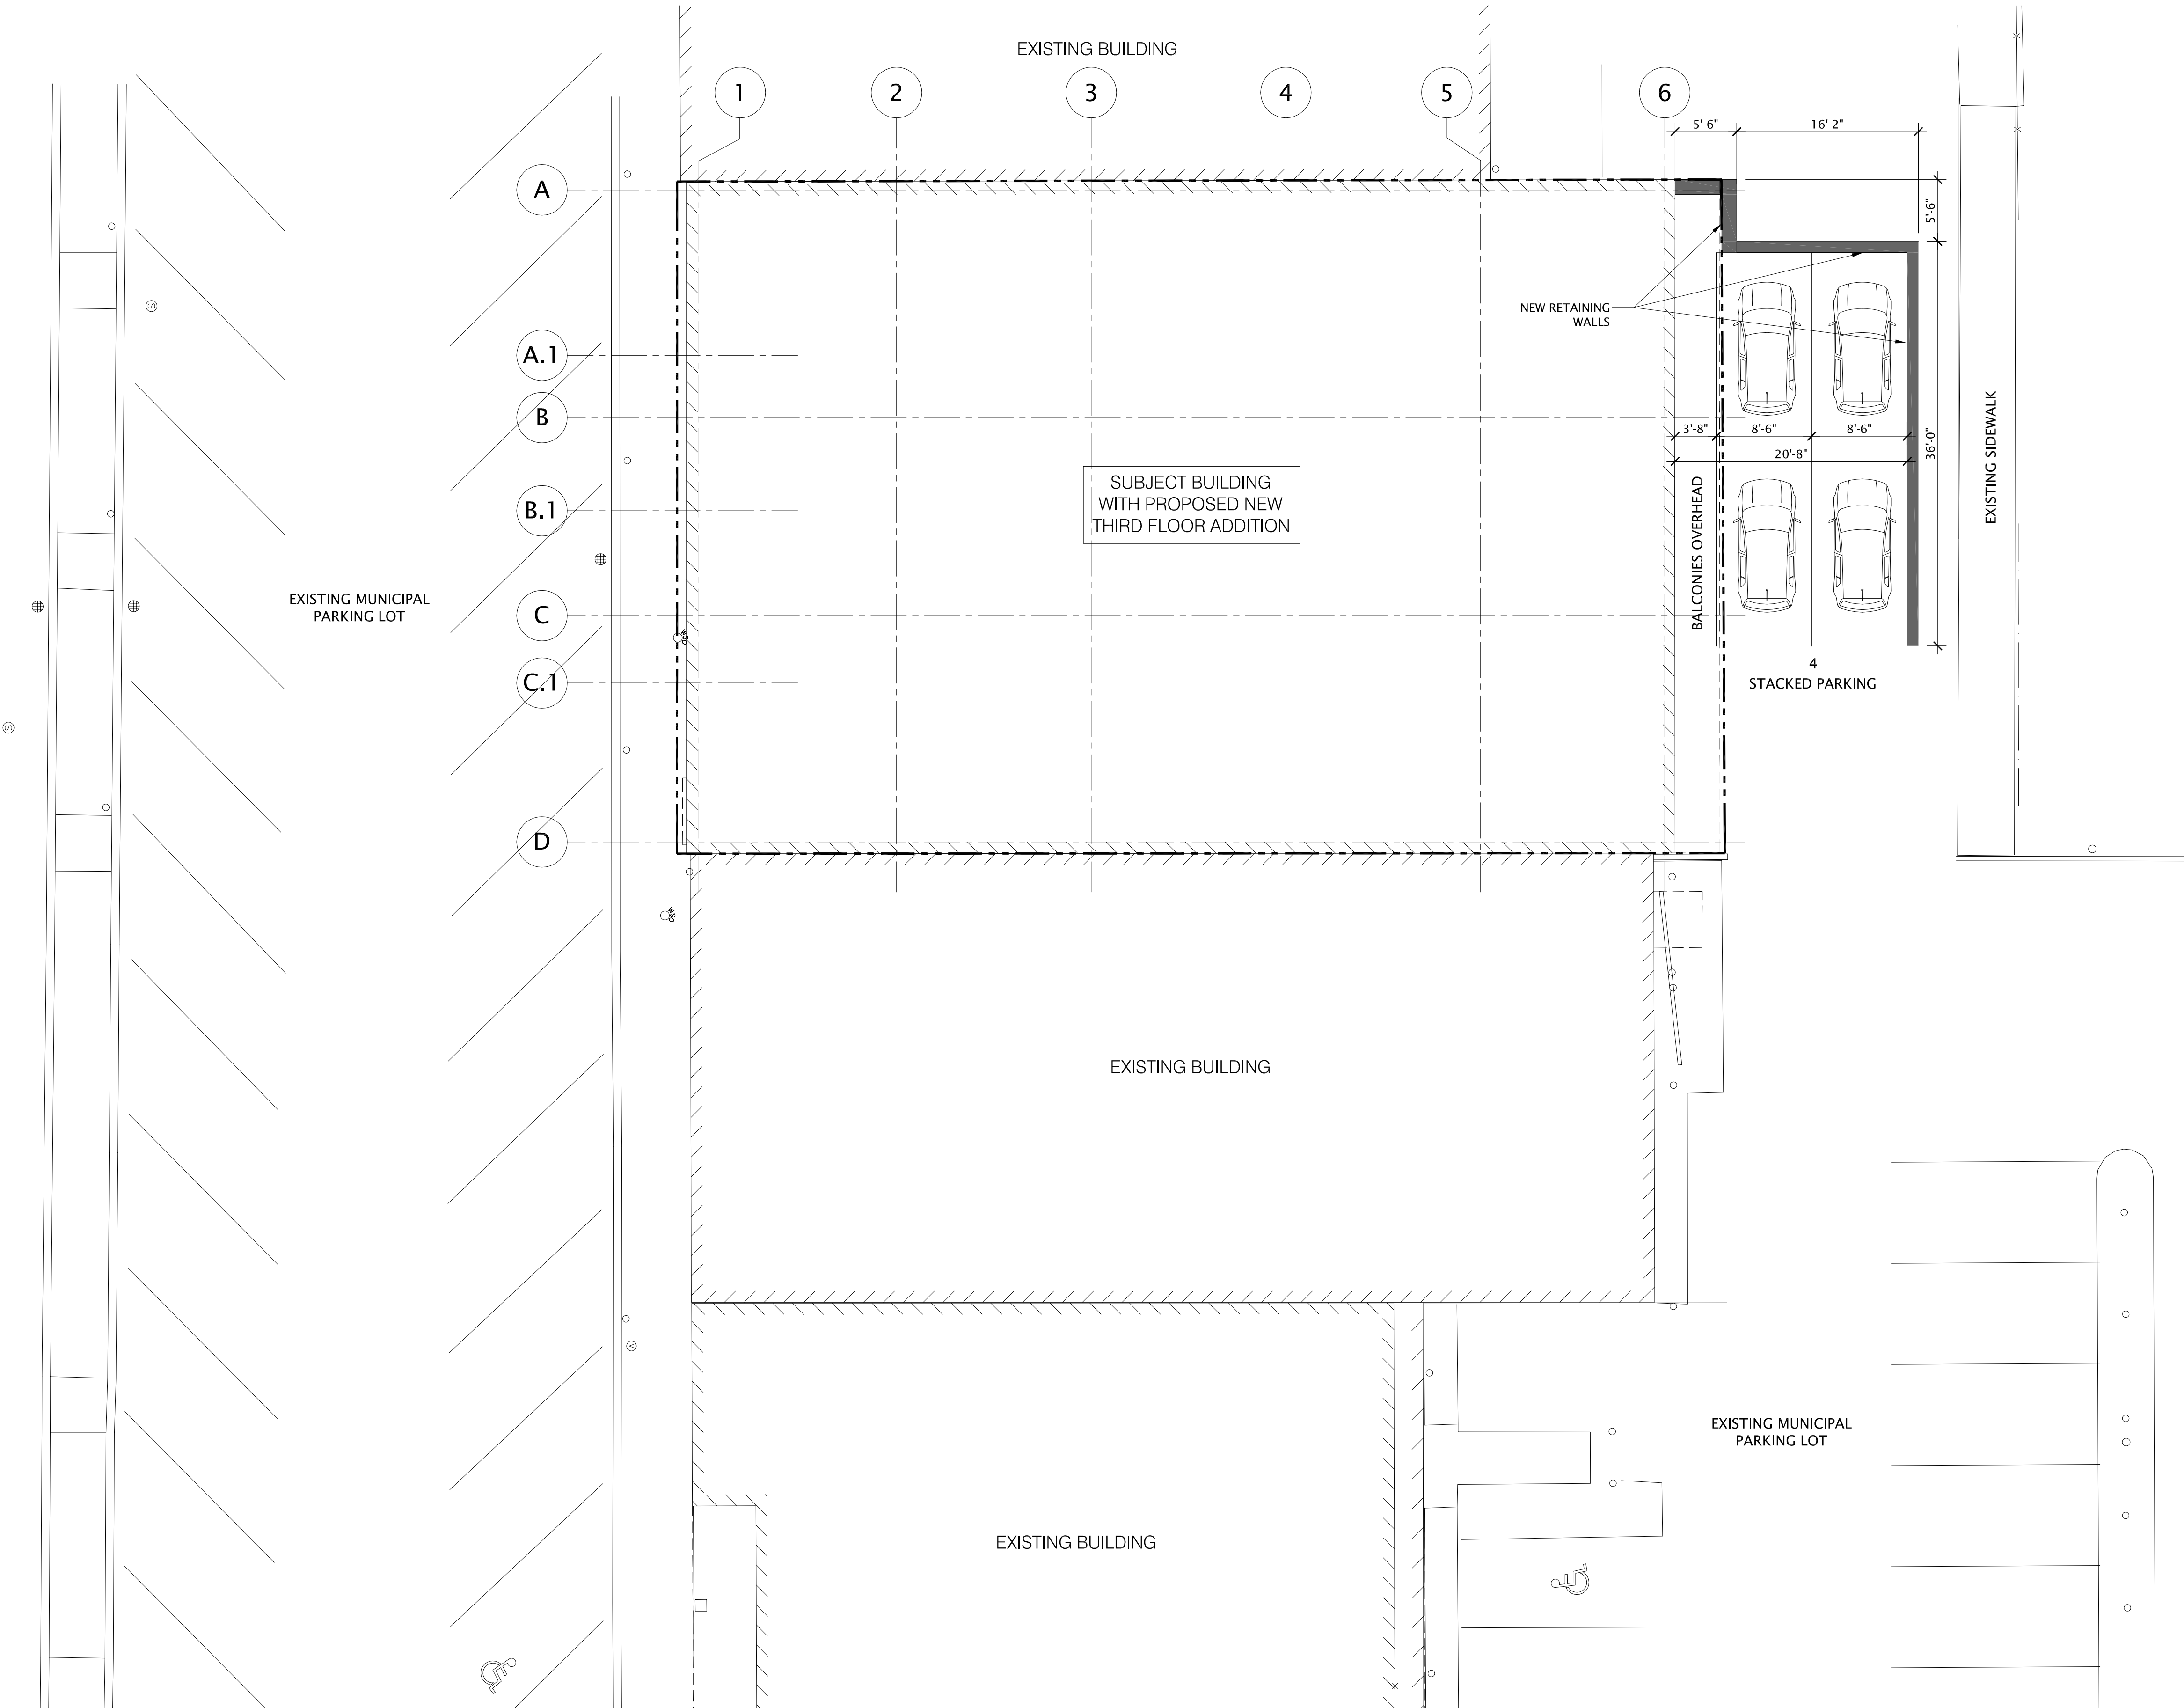 EXISTING BUILDING
1
2
3
4
5
6
5'-6"
16'-2"
A
5'-6"
NEW RETAINING
WALLS
A.1
B
3'-8"
8'-6"
8'-6"
36'-0"
20'-8"
SUBJECT BUILDING
WITH PROPOSED NEW
THIRD FLOOR ADDITION
BALCONIES OVERHEAD
EXISTING SIDEWALK
B.1
EXISTING MUNICIPAL
PARKING LOT
C
C.1
4
STACKED PARKING
S
S
W.S.O
D
W.S.O
EXISTING BUILDING
V
EXISTING MUNICIPAL
PARKING LOT
EXISTING BUILDING